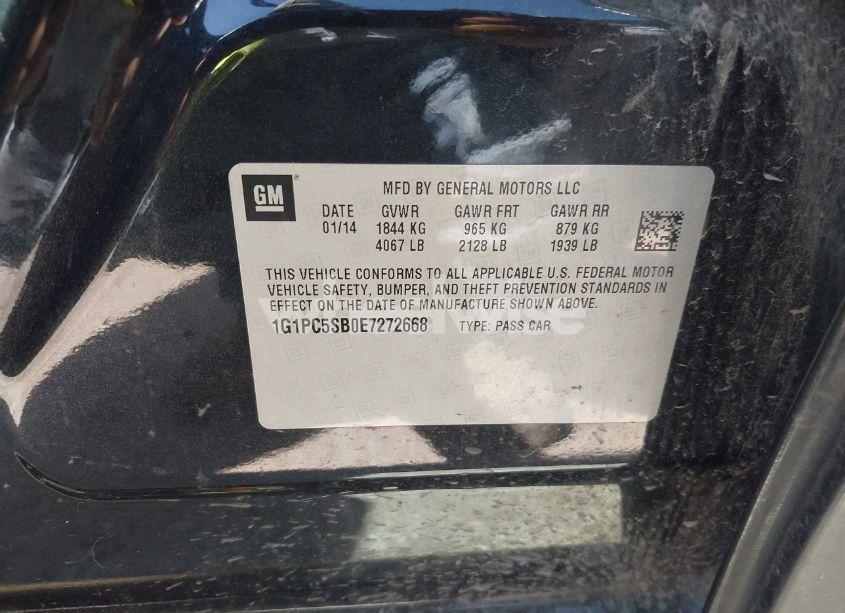 GM
MFD BY GENERAL MOTORS LLC
DATE GVWR GAWR FRT GAWR RR
01/14 1844 KG 965 KG 879 KG
4067 LB 2128 LB 1939 LB
THIS VEHICLE CONFORMS TO ALL APPLICABLE U.S. FEDERAL MOTOR
VEHICLE SAFETY, BUMPER, AND THEFT PREVENTION STANDARDS IN
EFFECT ON THE DATE OF MANUFACTURE SHOWN ABOVE.
1G1PC5SB0E7272668 TYPE: PASS CAR